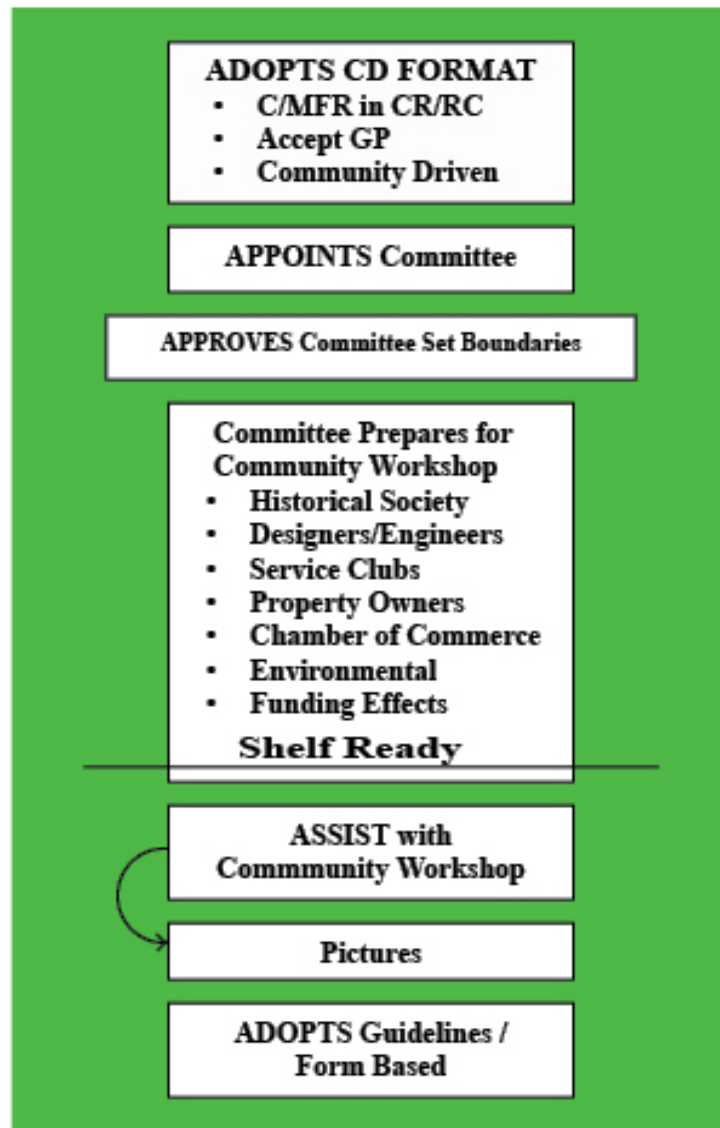 ADOPTS CD FORMAT
• C/MFR in CR/RC
• Accept GP
• Community Driven
APPOINTS Committee
APPROVES Committee Set Boundaries
Committee Prepares for
Community Workshop
• Historical Society
• Designers/Engineers
• Service Clubs
• Property Owners
• Chamber of Commerce
• Environmental
• Funding Effects
Shelf Ready
ASSIST with
Commmunity Workshop
Pictures
ADOPTS Guidelines /
Form Based